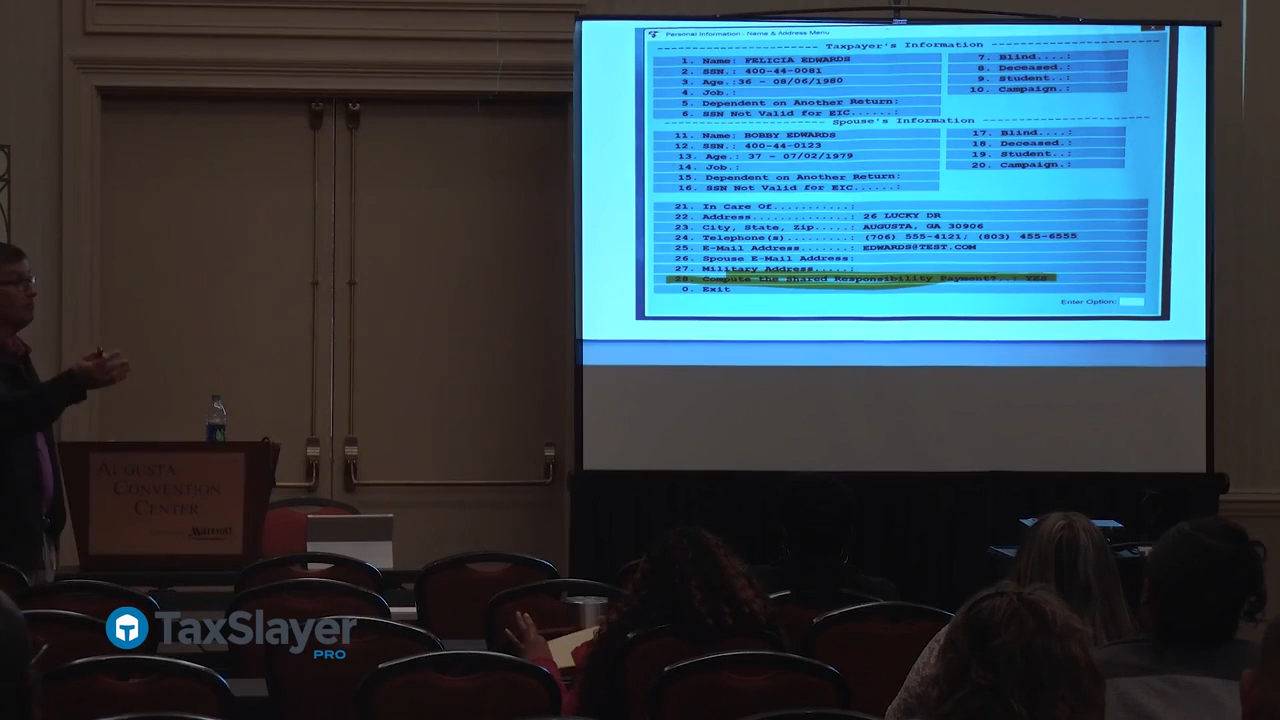 Personal Information - Name & Address Menu
Taxpayer's Information
1. Name: FELICIA EDWARDS
2. SSN.: 400-44-0081
3. Age.:36 - 08/06/1980
4. Job.:
5. Dependent on Another Return:
6. SSN Not Valid for EIC......:
7. Blind....:
8. Deceased.:
9. Student..:
10. Campaign.:
Spouse's Information
11. Name: BOBBY EDWARDS
12. SSN.: 400-44-0123
13. Age.: 37 - 07/02/1979
14. Job.:
15. Dependent on Another Return:
16. SSN Not Valid for EIC......:
17. Blind....:
18. Deceased.:
19. Student..:
20. Campaign.:
21. In Care Of...........:
22. Address..............: 26 LUCKY DR
23. City, State, Zip.....: AUGUSTA, GA 30906
24. Telephone(s).........: (706) 555-4121; (803) 455-6555
25. E-Mail Address.......: EDWARDS@TEST.COM
26. Spouse E-Mail Address:
27. Military Address.....:
28. Compute the Shared Responsibility Payment?..: YES
0. Exit
Enter Option:
AUGUSTA
CONVENTION
CENTER
Marriott
TaxSlayer
PRO